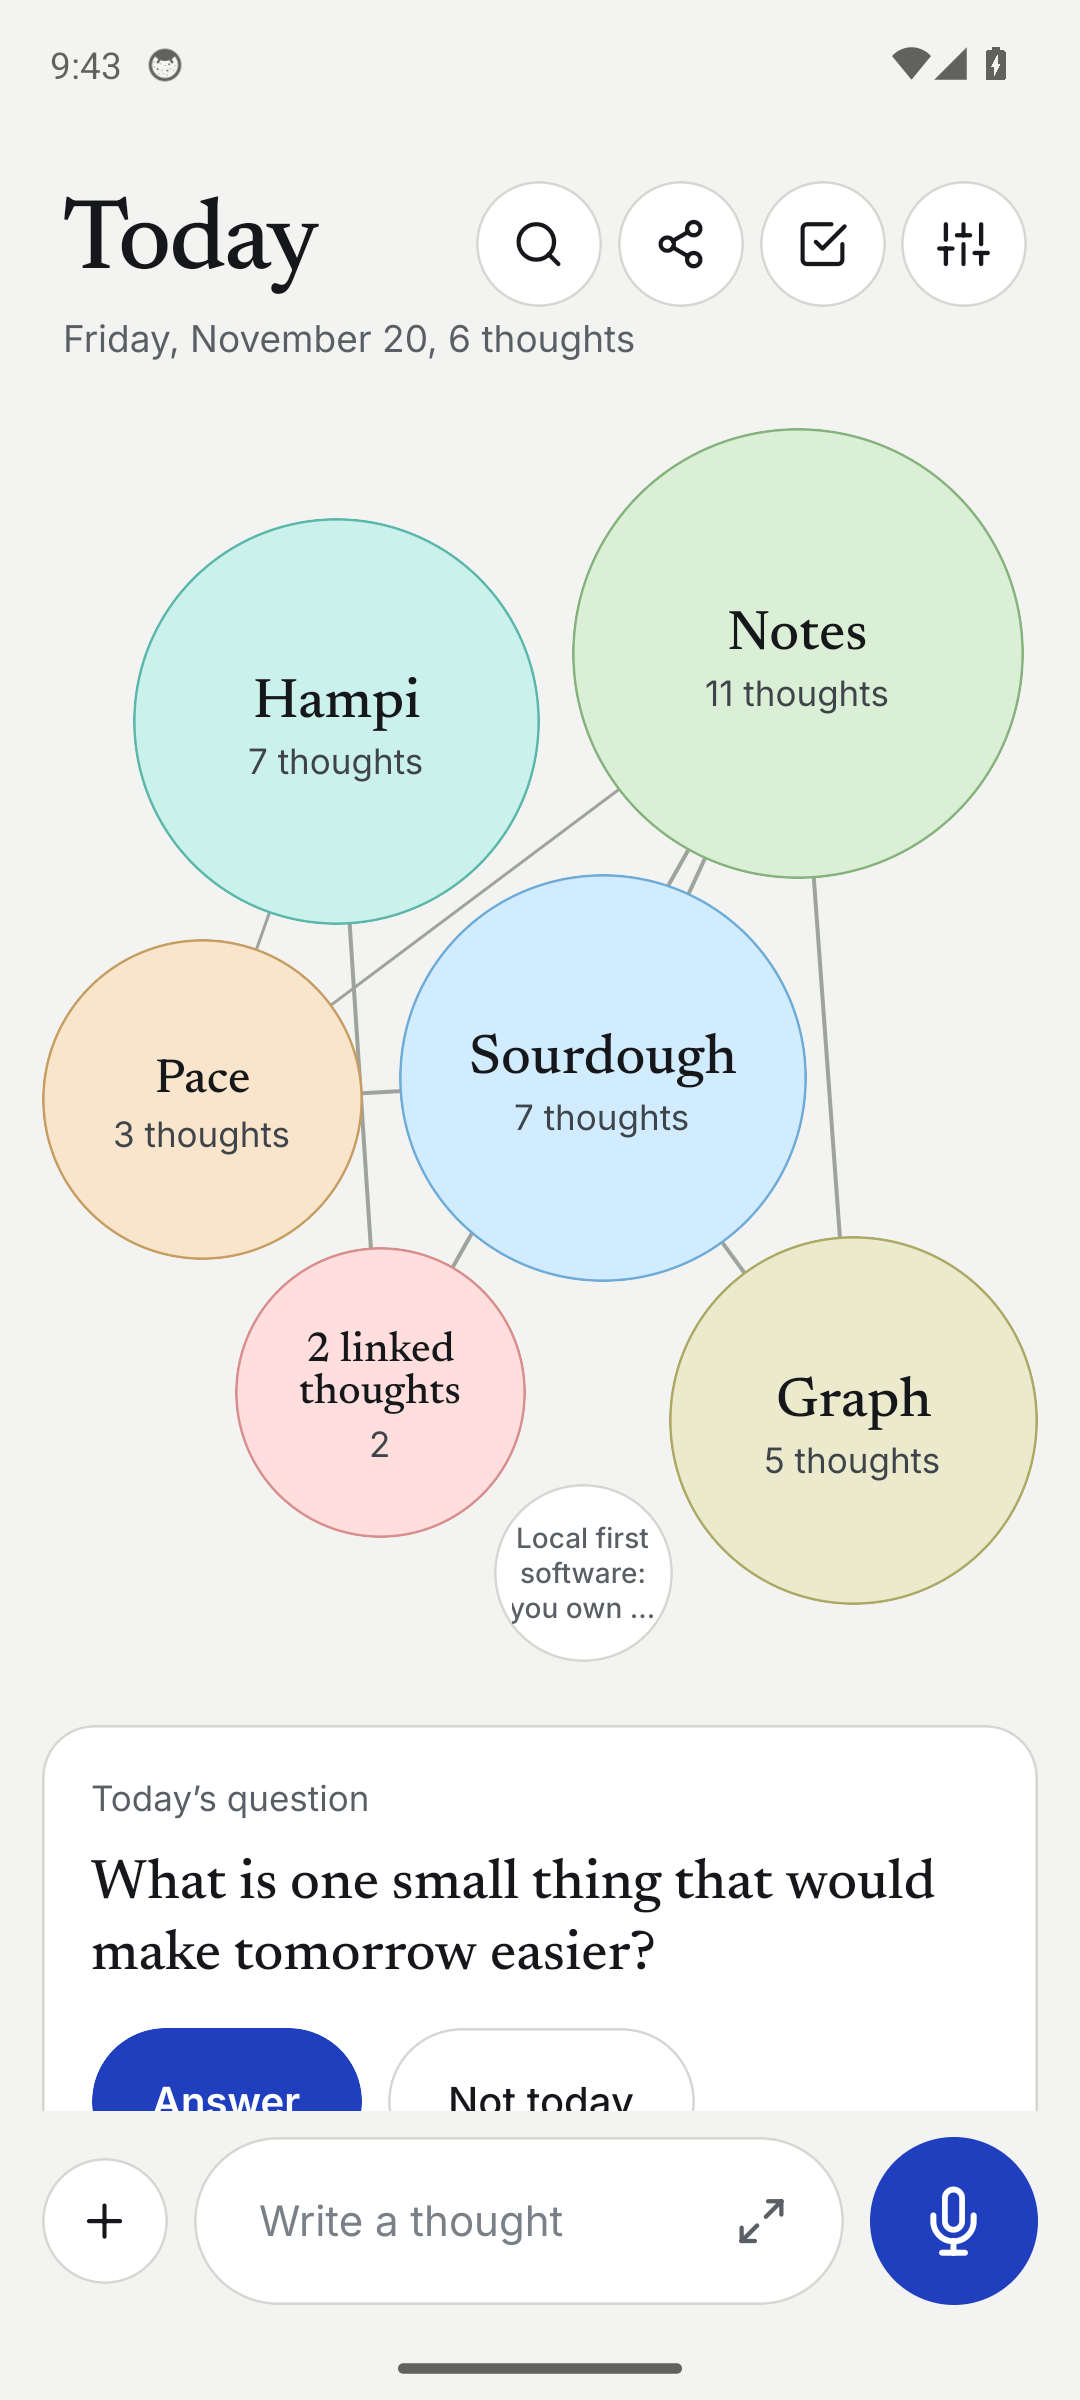 9:43
Today
Friday, November 20, 6 thoughts
Notes
11 thoughts
Hampi
7 thoughts
Sourdough
7 thoughts
Pace
3 thoughts
2 linked
thoughts
2
Graph
5 thoughts
Local first
software:
you own ...
Today’s question
What is one small thing that would
make tomorrow easier?
Answer
Not today
Write a thought